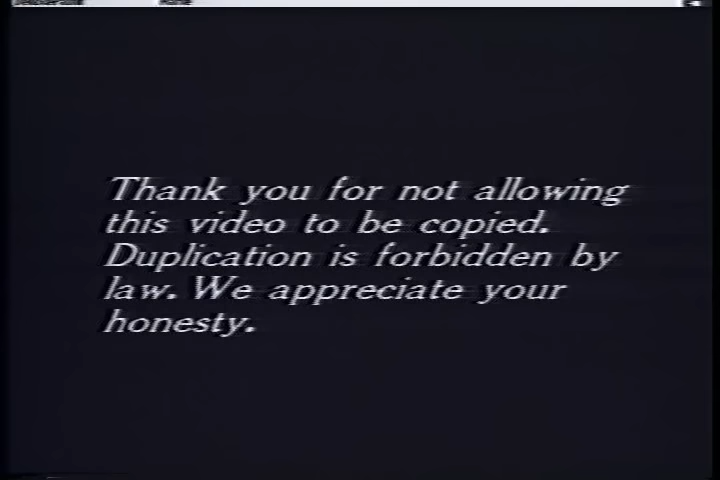 Thank you for not allowing
this video to be copied.
Duplication is forbidden by
law. We appreciate your
honesty.